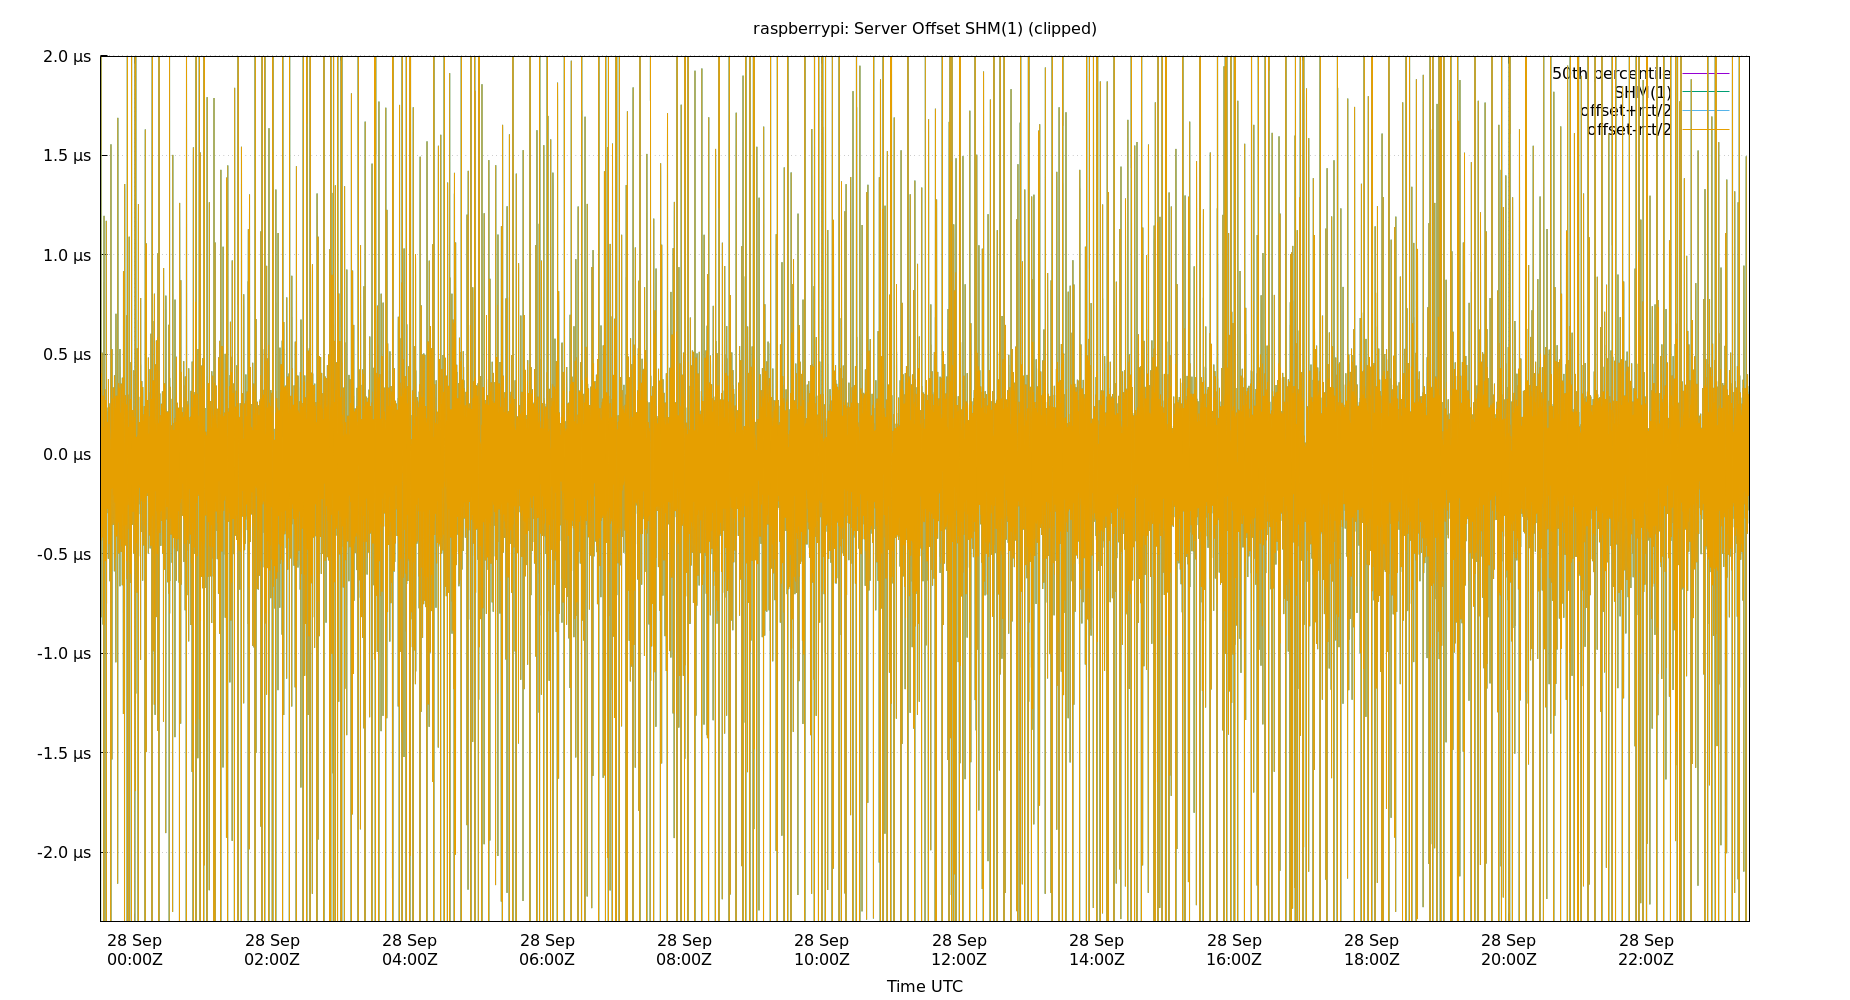 raspberrypi: Server Offset SHM(1) (clipped)
2.0 µs
1.5 µs
1.0 µs
0.5 µs
0.0 µs
-0.5 µs
-1.0 µs
-1.5 µs
-2.0 µs
50th percentile
SHM(1)
offset+rtt/2
offset-rtt/2
28 Sep 28 Sep 28 Sep 28 Sep 28 Sep 28 Sep 28 Sep 28 Sep 28 Sep 28 Sep 28 Sep 28 Sep
00:00Z 02:00Z 04:00Z 06:00Z 08:00Z 10:00Z 12:00Z 14:00Z 16:00Z 18:00Z 20:00Z 22:00Z
Time UTC